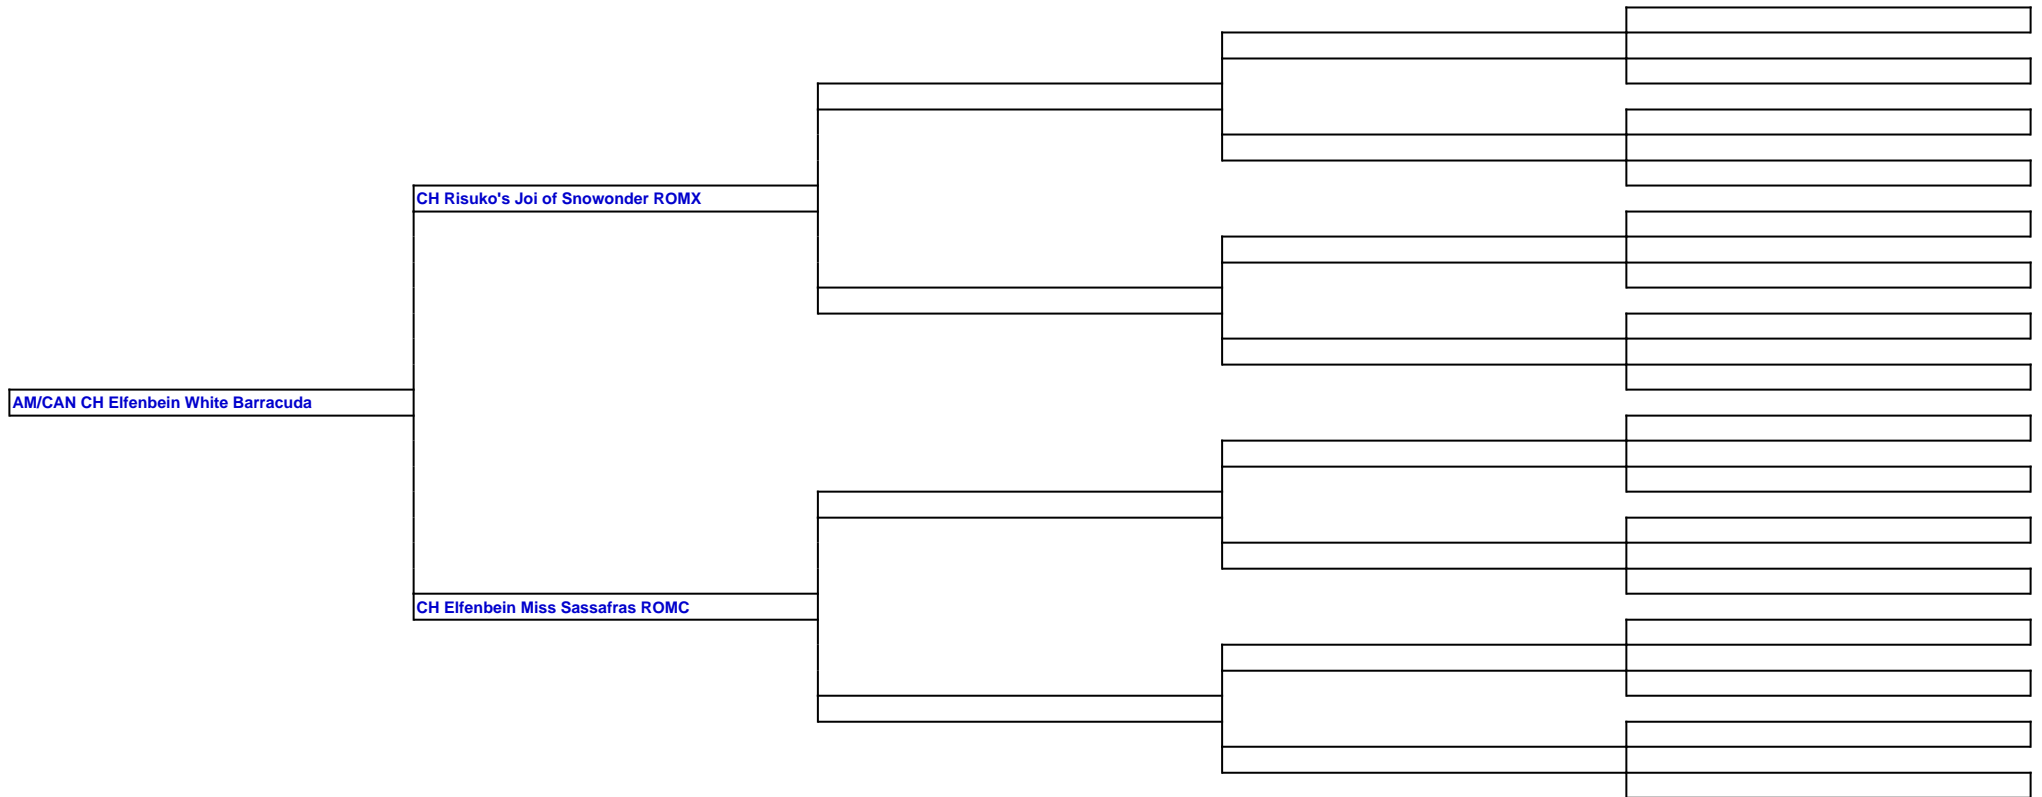 CH Risuko's Joi of Snowonder ROMX
AM/CAN CH Elfenbein White Barracuda
CH Elfenbein Miss Sassafras ROMC